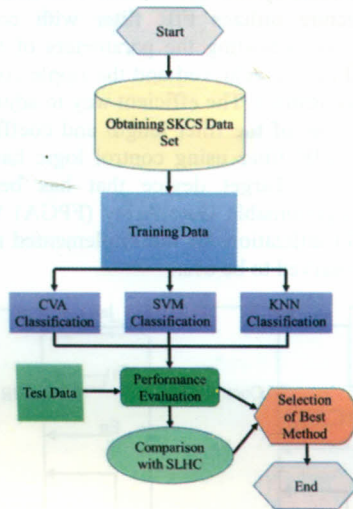 Start
Obtaining SKCS Data
Set
Training Data
CVA
Classification
SVM
Classification
KNN
Classification
Test Data
Performance
Evaluation
Selection
of Best
Method
Comparison
with SLHC
End